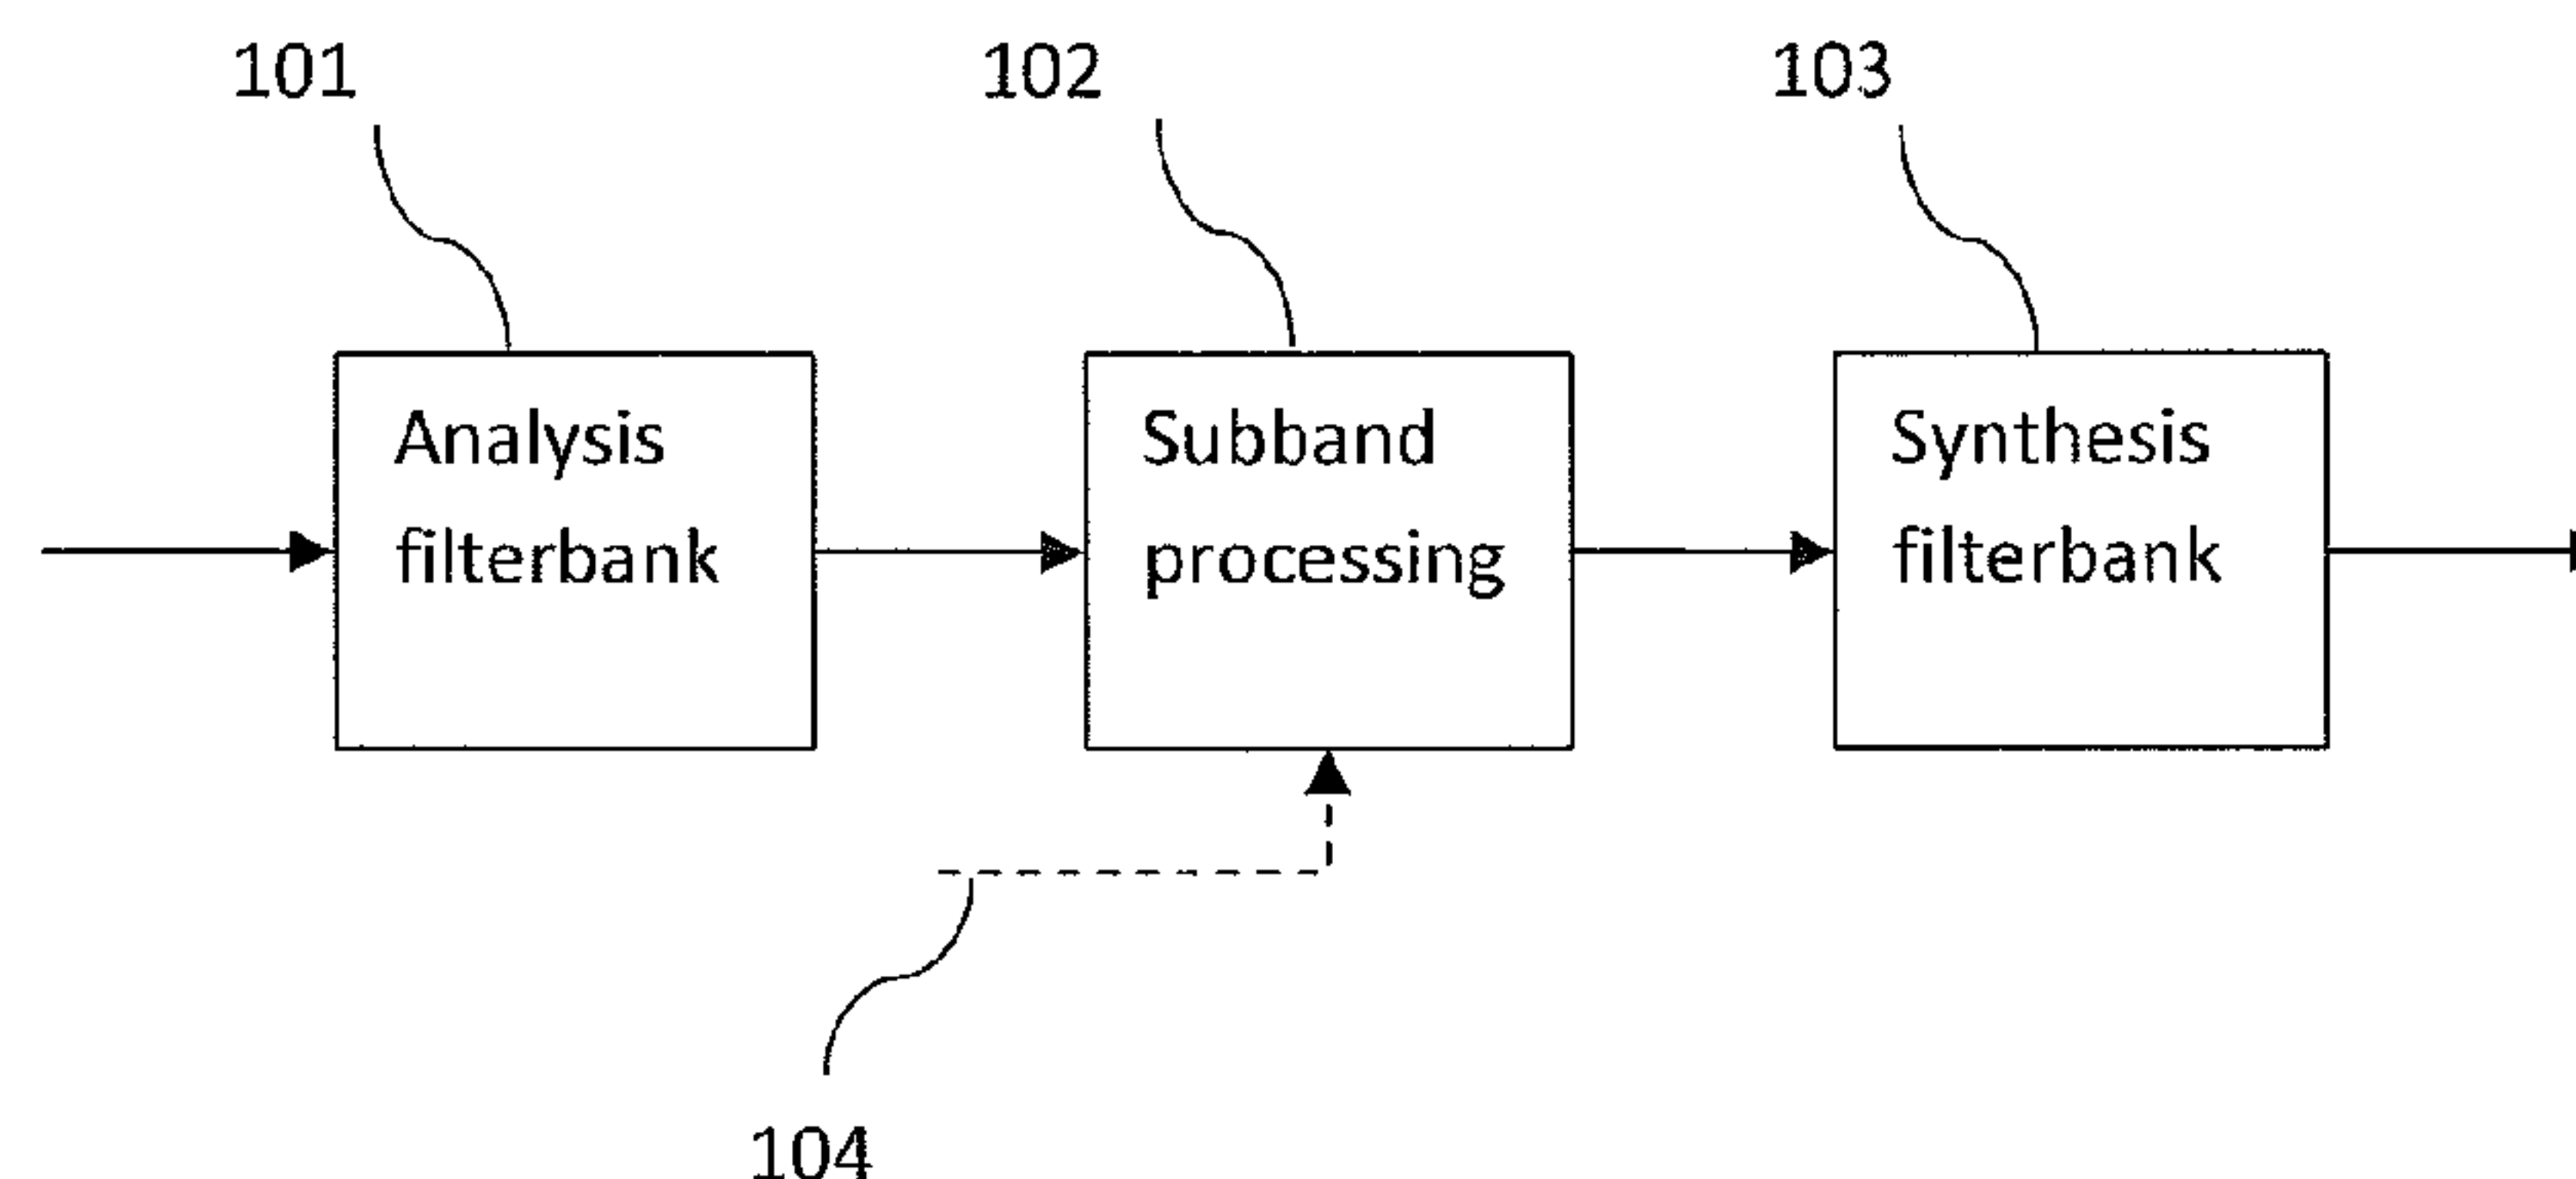 101
102
103
Analysis
filterbank
Subband
processing
Synthesis
filterbank
104